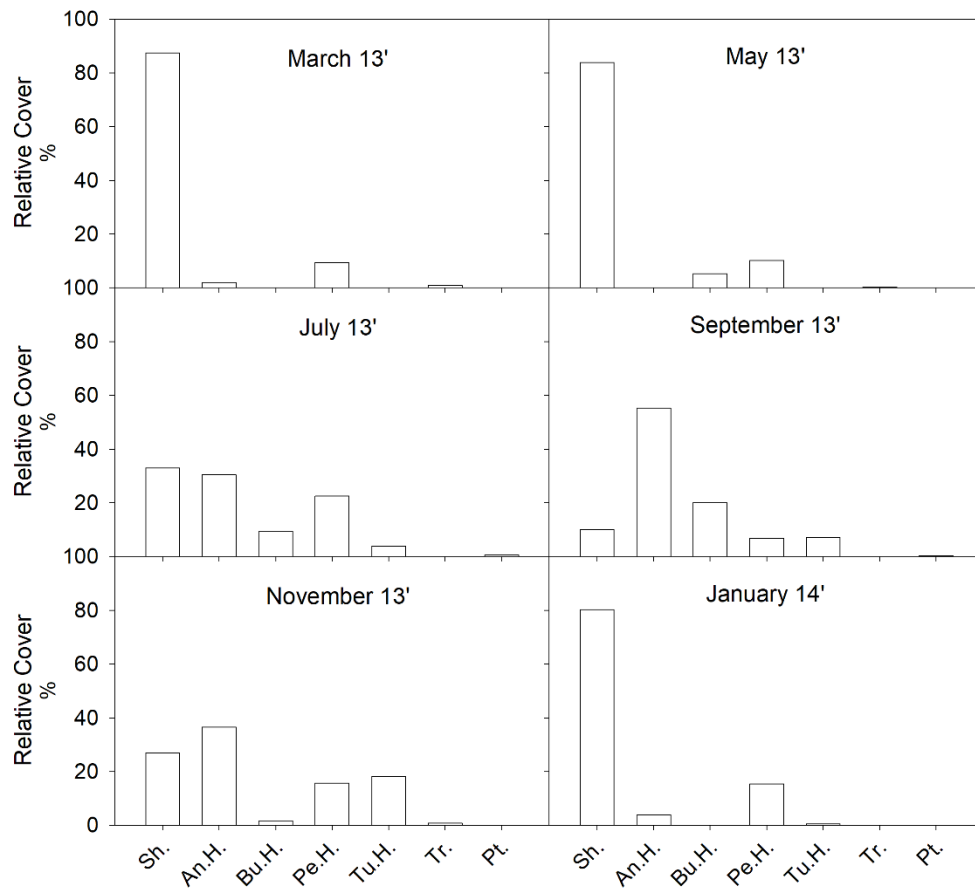 100
80
60
40
20
Relative Cover
%
March 13'
May 13'
100
80
60
40
20
Relative Cover
%
July 13'
September 13'
100
80
60
40
20
0
Relative Cover
%
November 13'
January 14'
Sh. An.H. Bu.H. Pe.H. Tu.H. Tr. Pt.
Sh. An.H. Bu.H. Pe.H. Tu.H. Tr. Pt.